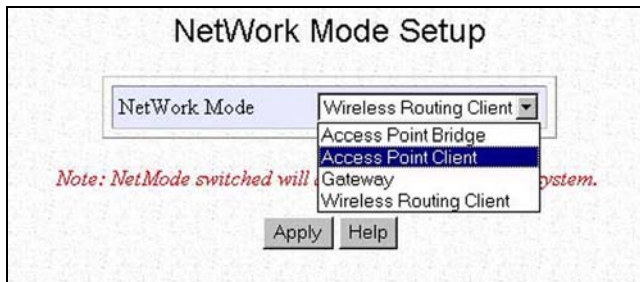 NetWork Mode Setup
NetWork Mode Wireless Routing Client
Access Point Bridge
Access Point Client
Gateway
Wireless Routing Client
Note: NetMode switched will ystem.
Apply Help